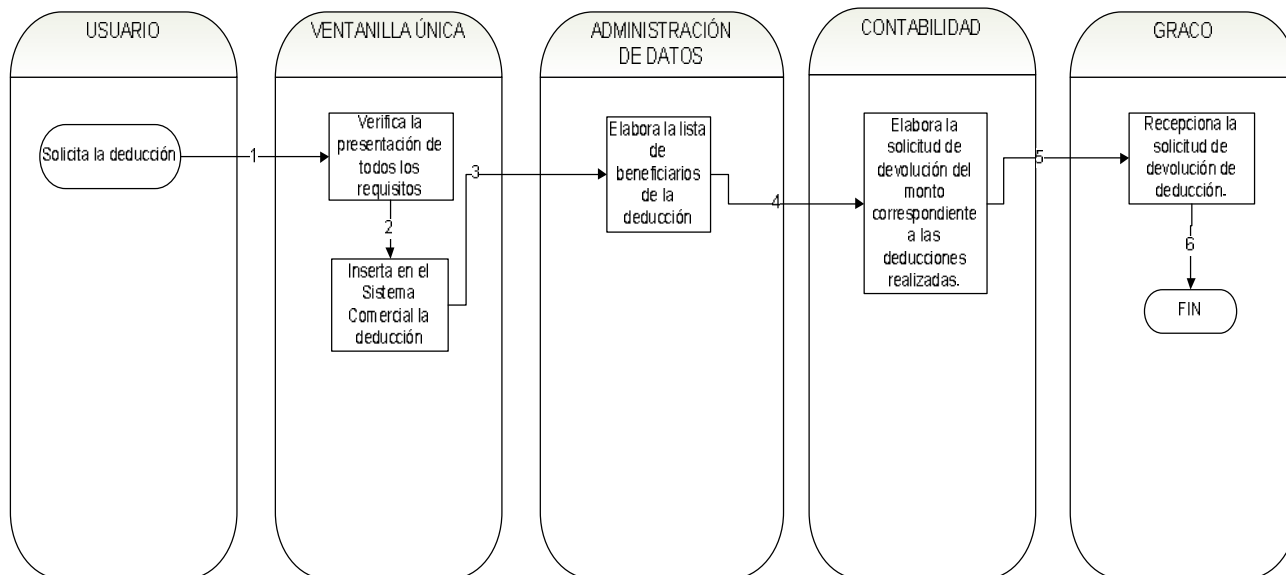 USUARIO
VENTANILLA ÚNICA
ADMINISTRACIÓN
DE DATOS
CONTABILIDAD
GRACO
Solicita la deducción
1
Verifica la
presentación de
todos los
requisitos
2
Inserta en el
Sistema
Comercial la
deducción
3
Elabora la lista
de
beneficiarios
de la
deducción
4
Elabora la
solicitud de
devolución del
monto
correspondiente
a las
deducciones
realizadas.
5
Recepciona la
solicitud de
devolución de
deducción.
6
FIN